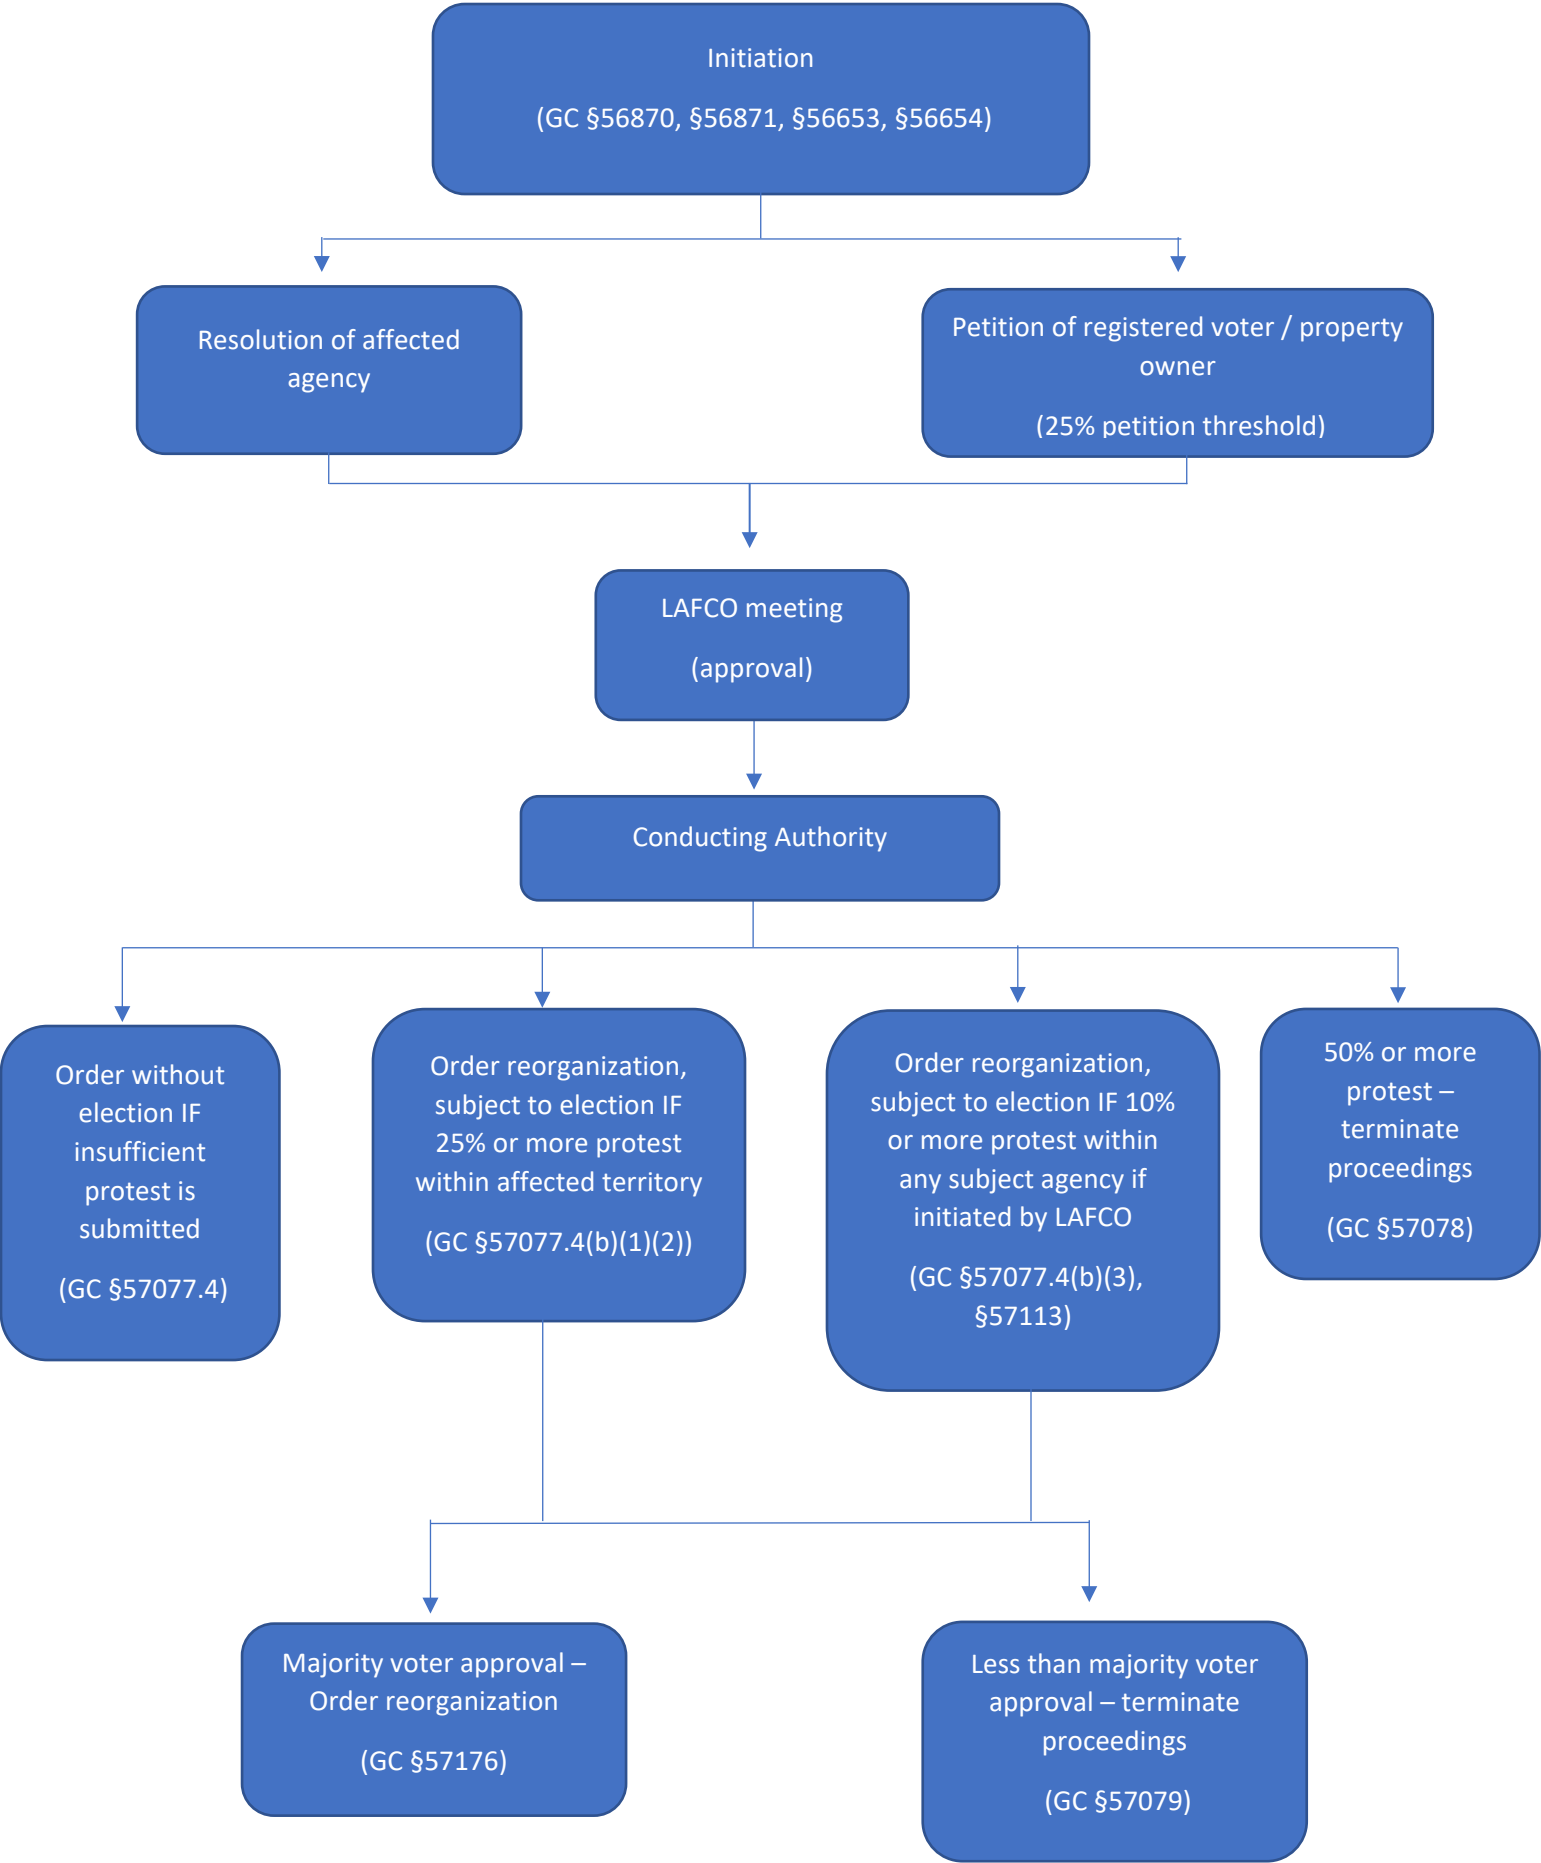 Initiation
(GC §56870, §56871, §56653, §56654)
Resolution of affected
agency
Petition of registered voter / property
owner
(25% petition threshold)
LAFCO meeting
(approval)
Conducting Authority
Order without
election IF
insufficient
protest is
submitted
(GC §57077.4)
Order reorganization,
subject to election IF
25% or more protest
within affected territory
(GC §57077.4(b)(1)(2))
Order reorganization,
subject to election IF 10%
or more protest within
any subject agency if
initiated by LAFCO
(GC §57077.4(b)(3),
§57113)
50% or more
protest –
terminate
proceedings
(GC §57078)
Majority voter approval –
Order reorganization
(GC §57176)
Less than majority voter
approval – terminate
proceedings
(GC §57079)